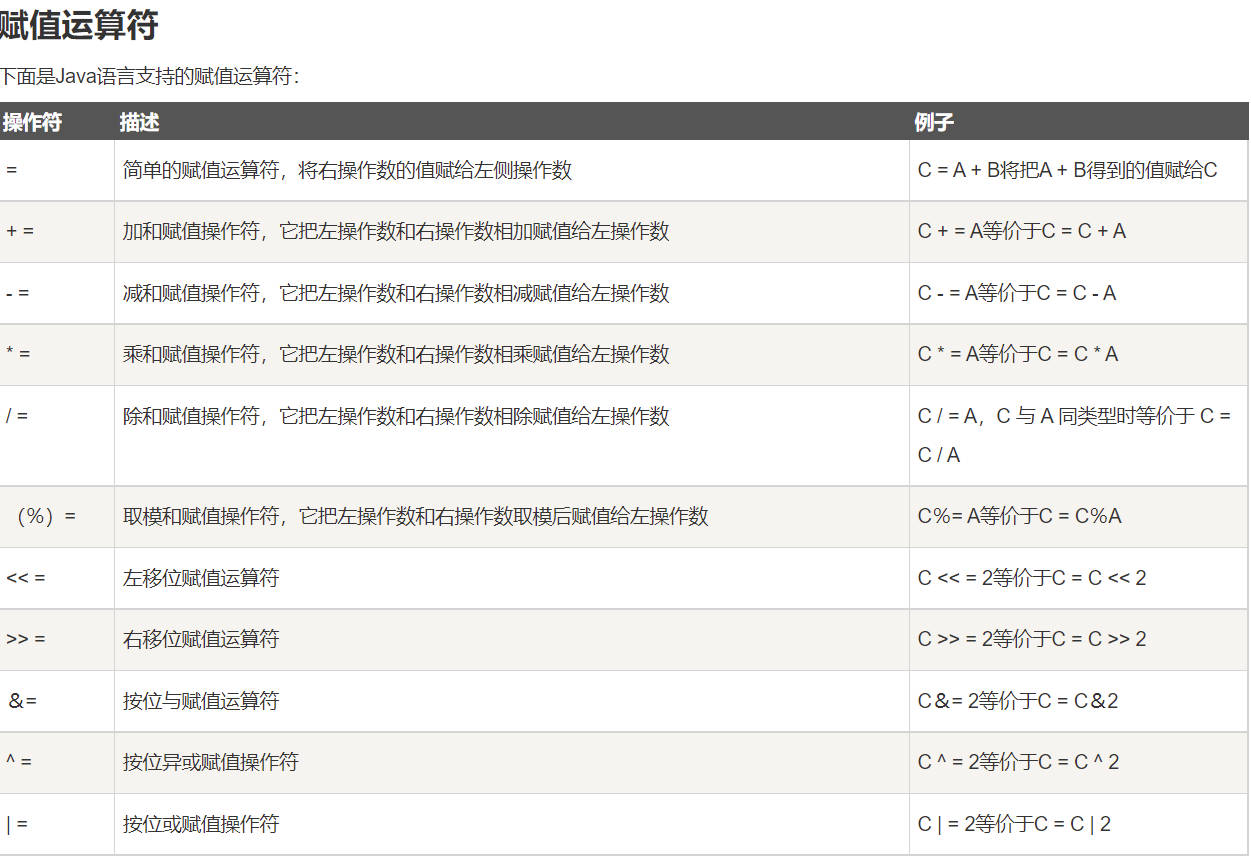 赋值运算符
下面是Java语言支持的赋值运算符：
操作符 描述 例子
= 简单的赋值运算符，将右操作数的值赋给左侧操作数 C = A + B将把A + B得到的值赋给C
+ = 加和赋值操作符，它把左操作数和右操作数相加赋值给左操作数 C + = A等价于C = C + A
- = 减和赋值操作符，它把左操作数和右操作数相减赋值给左操作数 C - = A等价于C = C - A
* = 乘和赋值操作符，它把左操作数和右操作数相乘赋值给左操作数 C * = A等价于C = C * A
/ = 除和赋值操作符，它把左操作数和右操作数相除赋值给左操作数 C / = A，C 与 A 同类型时等价于 C =
C / A
（%）= 取模和赋值操作符，它把左操作数和右操作数取模后赋值给左操作数 C%= A等价于C = C%A
<< = 左移位赋值运算符 C << = 2等价于C = C << 2
>> = 右移位赋值运算符 C >> = 2等价于C = C >> 2
&= 按位与赋值运算符 C&= 2等价于C = C&2
^ = 按位异或赋值操作符 C ^ = 2等价于C = C ^ 2
| = 按位或赋值操作符 C | = 2等价于C = C | 2